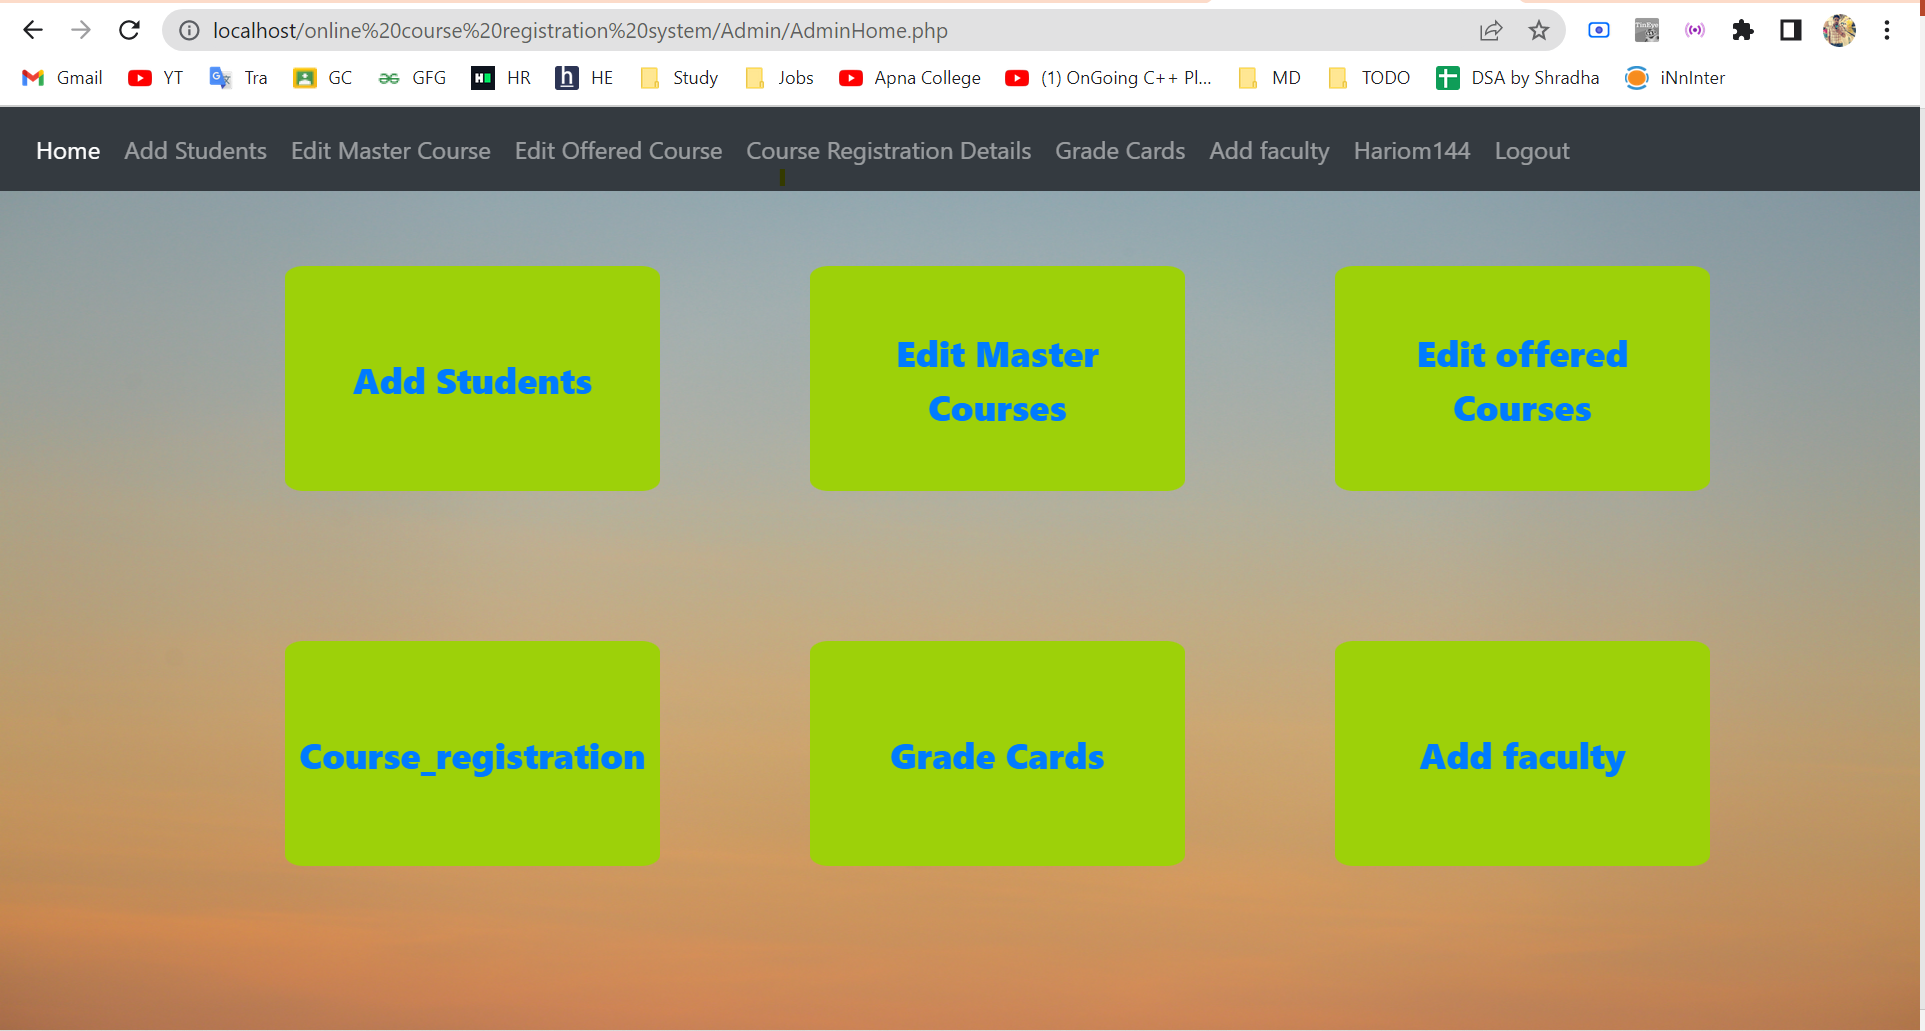 localhost/online%20course%20registration%20system/Admin/AdminHome.php
Gmail YT Tra GC GFG HR HE Study Jobs Apna College (1) OnGoing C++ Pl... MD TODO DSA by Shradha iNnInter
Home Add Students Edit Master Course Edit Offered Course Course Registration Details Grade Cards Add faculty Hariom144 Logout
Add Students
Edit Master
Courses
Edit offered
Courses
Course_registration
Grade Cards
Add faculty